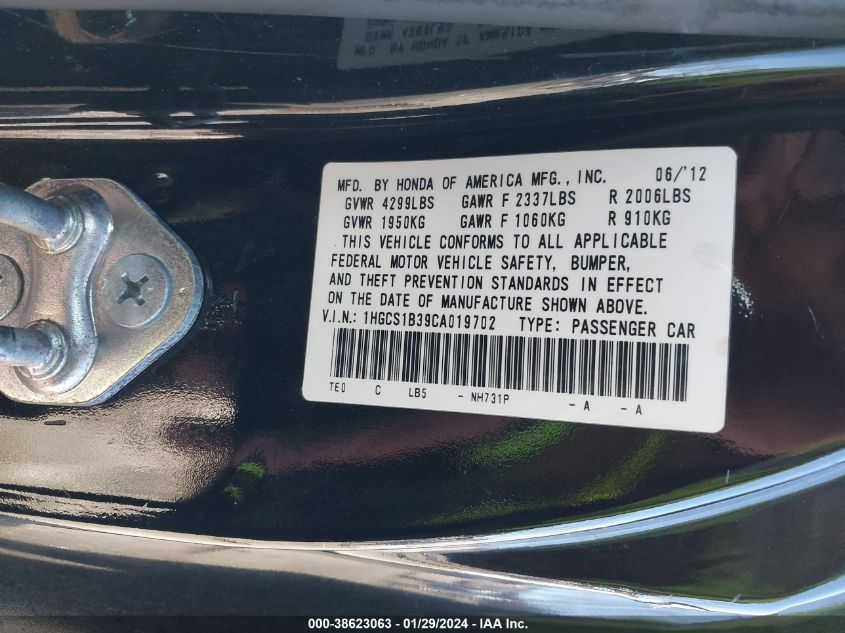 MFD. BY HONDA OF AMERICA MFG., INC. 06/'12
GVWR 4299LBS GAWR F 2337LBS R 2006LBS
GVWR 1950KG GAWR F 1060KG R 910KG
THIS VEHICLE CONFORMS TO ALL APPLICABLE
FEDERAL MOTOR VEHICLE SAFETY, BUMPER,
AND THEFT PREVENTION STANDARDS IN EFFECT
ON THE DATE OF MANUFACTURE SHOWN ABOVE.
V.I.N.: 1HGCS1B39CA019702 TYPE: PASSENGER CAR
TE0 C LB5 - NH731P - A - A
000-38623063 - 01/29/2024 - IAA Inc.